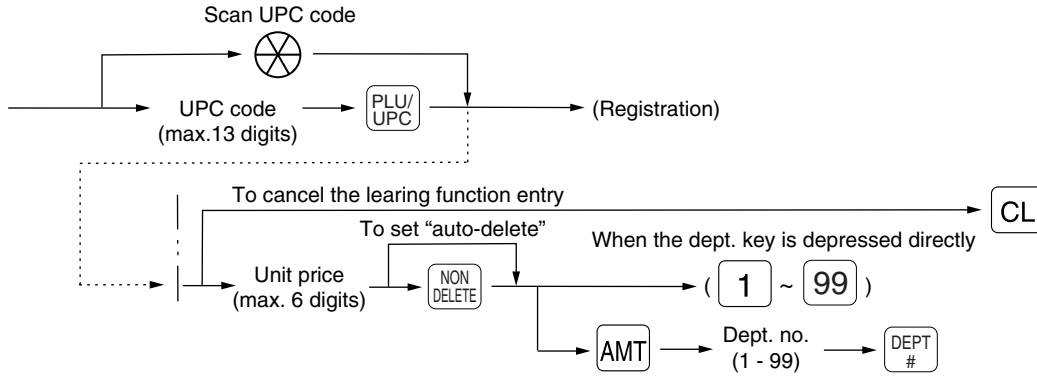 Scan UPC code
UPC code
(max.13 digits)
PLU/
UPC
(Registration)
To cancel the learing function entry
CL
To set “auto-delete”
When the dept. key is depressed directly
Unit price
(max. 6 digits)
NON
DELETE
( 1 ~ 99 )
AMT
Dept. no.
(1 - 99)
DEPT
#